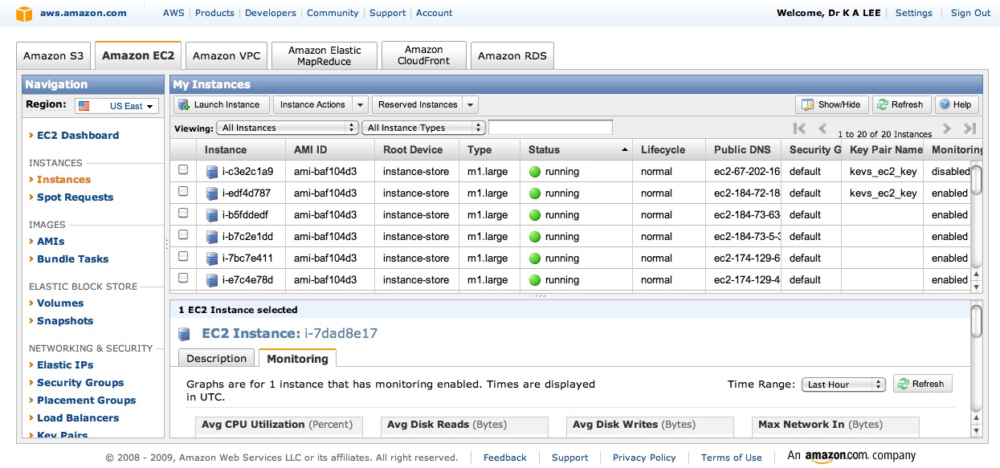 aws.amazon.com AWS | Products | Developers | Community | Support | Account Welcome, Dr K A LEE | Settings | Sign Out
Amazon S3 Amazon EC2 Amazon VPC Amazon Elastic MapReduce Amazon CloudFront Amazon RDS
Navigation
Region: US East
EC2 Dashboard
INSTANCES
Instances
Spot Requests
IMAGES
AMIs
Bundle Tasks
ELASTIC BLOCK STORE
Volumes
Snapshots
NETWORKING & SECURITY
Elastic IPs
Security Groups
Placement Groups
Load Balancers
Key Pairs
My Instances
Launch Instance Instance Actions Reserved Instances Show/Hide Refresh Help
Viewing: All Instances All Instance Types 1 to 20 of 20 Instances
Instance AMI ID Root Device Type Status Lifecycle Public DNS Security G Key Pair Name Monitoring
i-c3e2c1a9 ami-baf104d3 instance-store m1.large running normal ec2-67-202-16 default kevs_ec2_key disabled
i-edf4d787 ami-baf104d3 instance-store m1.large running normal ec2-184-72-18 default kevs_ec2_key enabled
i-b5fddedf ami-baf104d3 instance-store m1.large running normal ec2-184-73-63 default enabled
i-b7c2e1dd ami-baf104d3 instance-store m1.large running normal ec2-184-73-5-3 default enabled
i-7bc7e411 ami-baf104d3 instance-store m1.large running normal ec2-174-129-6 default enabled
i-e7c4e78d ami-baf104d3 instance-store m1.large running normal ec2-174-129-4 default enabled
1 EC2 Instance selected
EC2 Instance: i-7dad8e17
Description Monitoring
Graphs are for 1 instance that has monitoring enabled. Times are displayed
in UTC.
Time Range: Last Hour Refresh
Avg CPU Utilization (Percent) Avg Disk Reads (Bytes) Avg Disk Writes (Bytes) Max Network In (Bytes)
© 2008 - 2009, Amazon Web Services LLC or its affiliates. All right reserved. | Feedback | Support | Privacy Policy | Terms of Use | An amazon.com. company